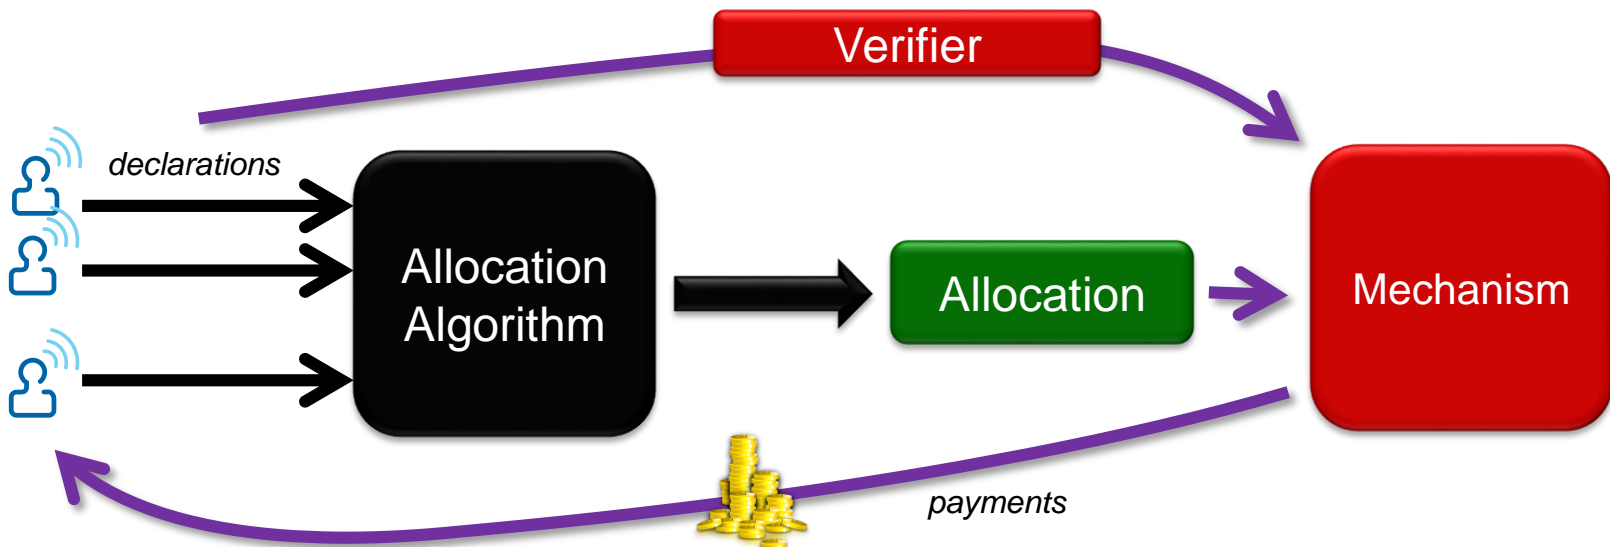 Verifier
declarations
Allocation
Algorithm
Allocation
Mechanism
payments